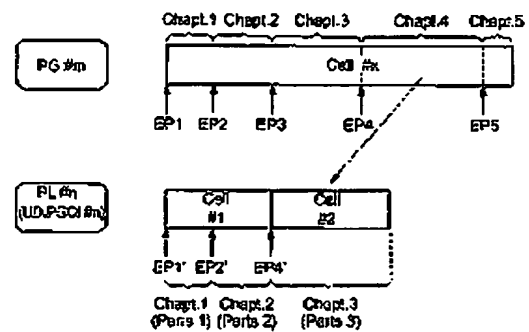 Chapt.1 Chapt.2 Chapt.3 Chapt.4 Chapt.5
PG #m
Cell #x
EP1 EP2 EP3 EP4 EP5
PL #n
(UD_PGCI #n)
Cell #1
Cell #2
EP1' EP2' EP4'
Chapt.1 Chapt.2 Chapt.3
(Parts 1) (Parts 2) (Parts 3)